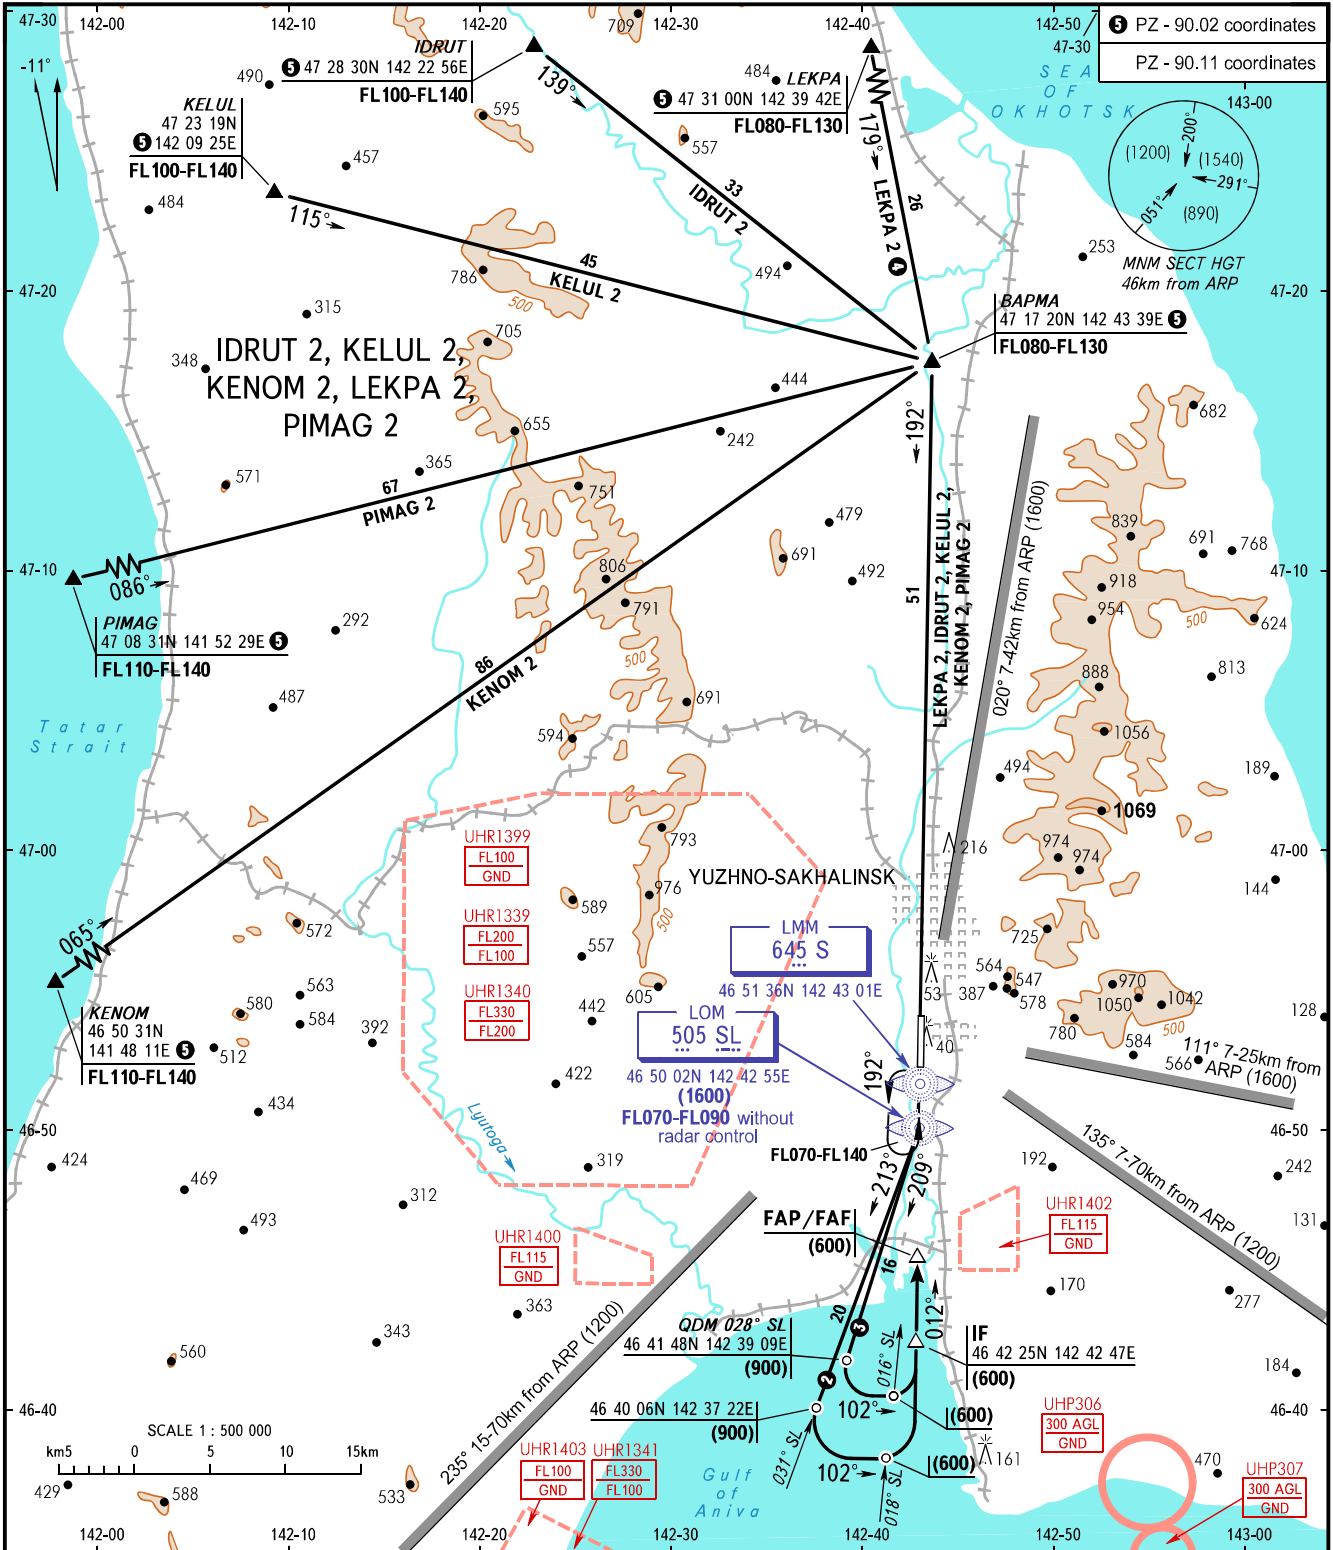 47-30
142-00
142-10
142-20
142-30
142-40
142-50
47-30
❺ PZ - 90.02 coordinates
PZ - 90.11 coordinates
143-00
-11°
709
SEA
OF
OKHOTSK
IDRUT
❺ 47 28 30N 142 22 56E
FL100-FL140
139°
484
LEKPA
❺ 47 31 00N 142 39 42E
FL080-FL130
179°
490
KELUL
47 23 19N
❺ 142 09 25E
FL100-FL140
595
557
457
484
115°
33
IDRUT 2
26
LEKPA 2 ❹
200°
(1200)
(1540)
291°
051°
(890)
MNM SECT HGT
46km from ARP
253
45
KELUL 2
494
786
500
315
47-20
47-20
BAPMA
47 17 20N 142 43 39E ❺
FL080-FL130
705
348
IDRUT 2, KELUL 2,
KENOM 2, LEKPA 2,
PIMAG 2
444
655
242
192°
682
365
571
67
PIMAG 2
751
479
839
691
768
691
47-10
47-10
806
492
918
086°
791
954
624
500
PIMAG
47 08 31N 141 52 29E ❺
FL110-FL140
292
500
813
86
KENOM 2
51
LEKPA 2, IDRUT 2, KELUL 2,
KENOM 2, PIMAG 2
020° 7-42km from ARP (1600)
888
691
487
Tatar
Strait
594
1056
494
189
1069
UHR1399
FL100
GND
793
216
974
974
47-00
47-00
YUZHNO-SAKHALINSK
144
976
589
500
UHR1339
FL200
FL100
572
065°
557
LMM
645 S
46 51 36N 142 43 01E
725
564
547
387
578
970
1050
1042
53
605
563
UHR1340
FL330
FL200
KENOM
46 50 31N
141 48 11E ❺
FL110-FL140
580
584
442
LOM
505 SL
46 50 02N 142 42 55E
(1600)
FL070-FL090 without
radar control
780
500
128
392
512
40
584
566
111° 7-25km from
ARP (1600)
192°
422
434
Lyutoga
46-50
46-50
135° 7-70km from ARP (1200)
FL070-FL140
424
319
192
242
213°
209°
469
312
UHR1402
FL115
GND
FAP/FAF
(600)
493
131
UHR1400
FL115
GND
16
170
277
363
012°
20
343
235° 15-70km from ARP (1200)
QDM 028° SL
46 41 48N 142 39 09E
(900)
❸
IF
46 42 25N 142 42 47E
(600)
560
016° SL
184
❷
46-40
46 40 06N 142 37 22E
(900)
102°
(600)
46-40
UHP306
300 AGL
GND
SCALE 1 : 500 000
km5 0 5 10 15km
031° SL
102°
(600)
161
018° SL
UHR1403
FL100
GND
UHR1341
FL330
FL100
Gulf
of
Aniva
470
UHP307
300 AGL
GND
429
588
533
142-00
142-10
142-20
142-30
142-40
142-50
143-00